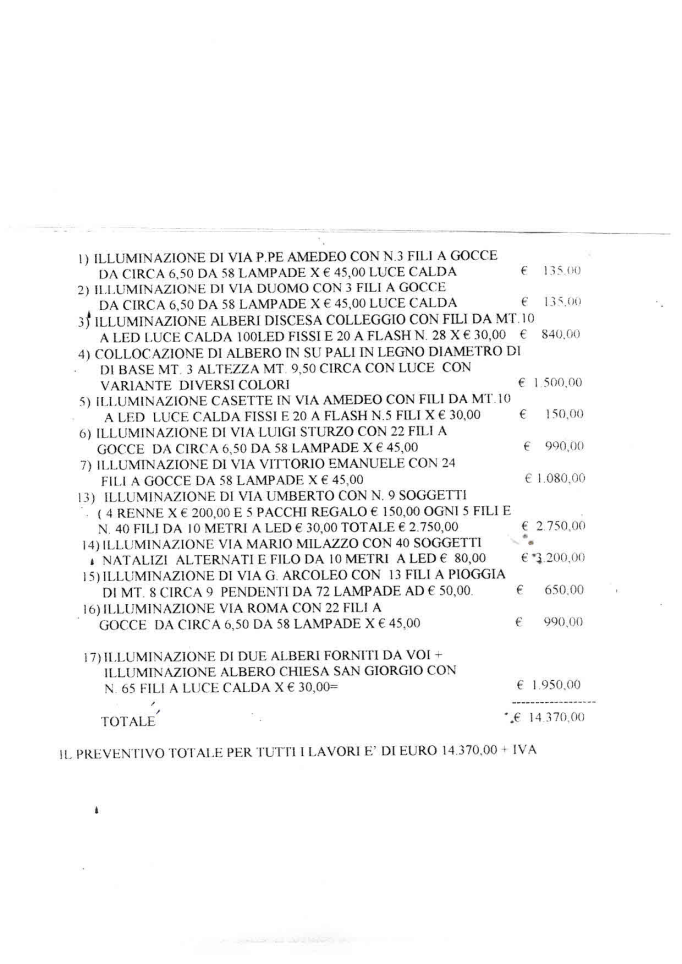 1) ILLUMINAZIONE DI VIA P.PE AMEDEO CON N.3 FILI A GOCCE
DA CIRCA 6,50 DA 58 LAMPADE X € 45,00 LUCE CALDA € 135,00
2) ILLUMINAZIONE DI VIA DUOMO CON 3 FILI A GOCCE
DA CIRCA 6,50 DA 58 LAMPADE X € 45,00 LUCE CALDA € 135,00
3) ILLUMINAZIONE ALBERI DISCESA COLLEGGIO CON FILI DA MT.10
A LED LUCE CALDA 100LED FISSI E 20 A FLASH N. 28 X € 30,00 € 840,00
4) COLLOCAZIONE DI ALBERO IN SU PALI IN LEGNO DIAMETRO DI
DI BASE MT. 3 ALTEZZA MT. 9,50 CIRCA CON LUCE CON
VARIANTE DIVERSI COLORI € 1.500,00
5) ILLUMINAZIONE CASETTE IN VIA AMEDEO CON FILI DA MT.10
A LED LUCE CALDA FISSI E 20 A FLASH N.5 FILI X € 30,00 € 150,00
6) ILLUMINAZIONE DI VIA LUIGI STURZO CON 22 FILI A
GOCCE DA CIRCA 6,50 DA 58 LAMPADE X € 45,00 € 990,00
7) ILLUMINAZIONE DI VIA VITTORIO EMANUELE CON 24
FILI A GOCCE DA 58 LAMPADE X € 45,00 € 1.080,00
13) ILLUMINAZIONE DI VIA UMBERTO CON N. 9 SOGGETTI
( 4 RENNE X € 200,00 E 5 PACCHI REGALO € 150,00 OGNI 5 FILI E
N. 40 FILI DA 10 METRI A LED € 30,00 TOTALE € 2.750,00 € 2.750,00
14) ILLUMINAZIONE VIA MARIO MILAZZO CON 40 SOGGETTI
NATALIZI ALTERNATI E FILO DA 10 METRI A LED € 80,00 € 3.200,00
15) ILLUMINAZIONE DI VIA G. ARCOLEO CON 13 FILI A PIOGGIA
DI MT. 8 CIRCA 9 PENDENTI DA 72 LAMPADE AD € 50,00. € 650,00
16) ILLUMINAZIONE VIA ROMA CON 22 FILI A
GOCCE DA CIRCA 6,50 DA 58 LAMPADE X € 45,00 € 990,00
17) ILLUMINAZIONE DI DUE ALBERI FORNITI DA VOI +
ILLUMINAZIONE ALBERO CHIESA SAN GIORGIO CON
N. 65 FILI A LUCE CALDA X € 30,00= € 1.950,00
-----------------
TOTALE € 14.370,00
IL PREVENTIVO TOTALE PER TUTTI I LAVORI E' DI EURO 14.370,00 + IVA